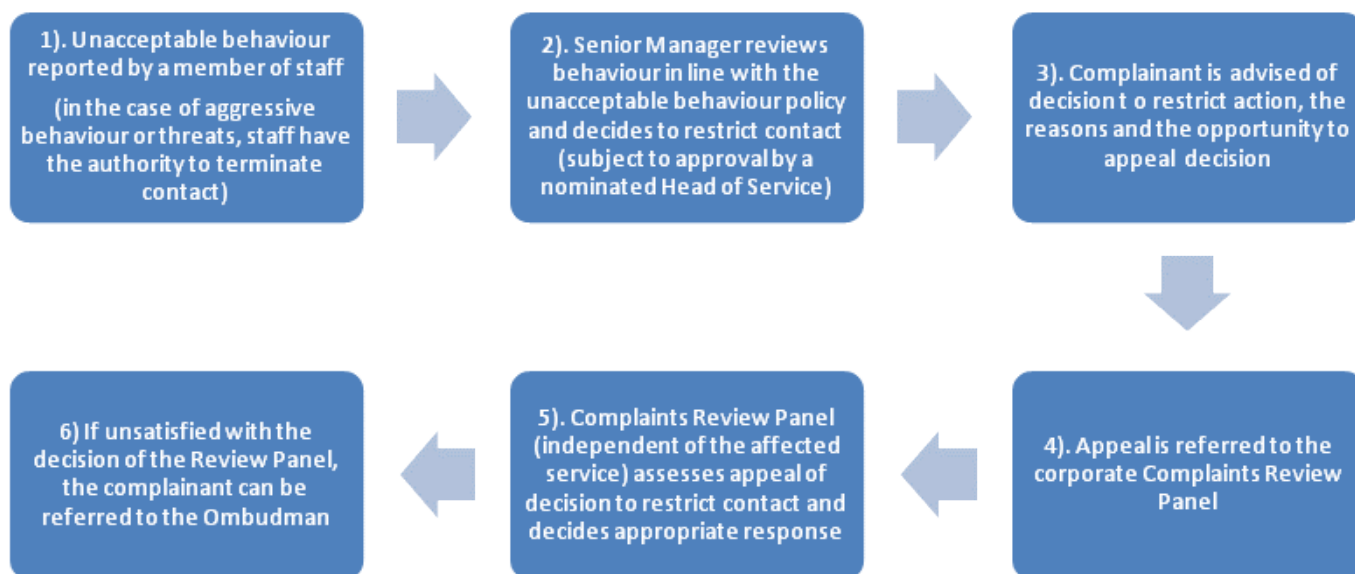 1). Unacceptable behaviour
reported by a member of staff
(in the case of aggressive
behaviour or threats, staff have
the authority to terminate
contact)
2). Senior Manager reviews
behaviour in line with the
unacceptable behaviour policy
and decides to restrict contact
(subject to approval by a
nominated Head of Service)
3). Complainant is advised of
decision t o restrict action, the
reasons and the opportunity to
appeal decision
4). Appeal is referred to the
corporate Complaints Review
Panel
5). Complaints Review Panel
(independent of the affected
service) assesses appeal of
decision to restrict contact and
decides appropriate response
6) If unsatisfied with the
decision of the Review Panel,
the complainant can be
referred to the Ombudman